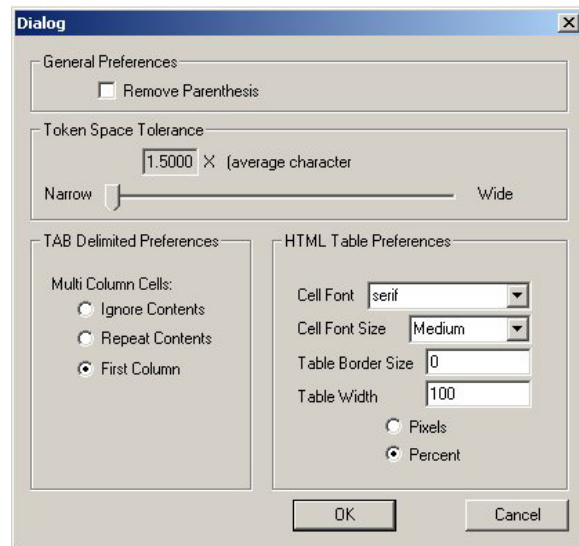 Dialog
General Preferences
Remove Parenthesis
Token Space Tolerance
1.5000 X (average character
Narrow Wide
TAB Delimited Preferences
Multi Column Cells:
Ignore Contents
Repeat Contents
First Column
HTML Table Preferences
Cell Font serif
Cell Font Size Medium
Table Border Size 0
Table Width 100
Pixels
Percent
OK Cancel